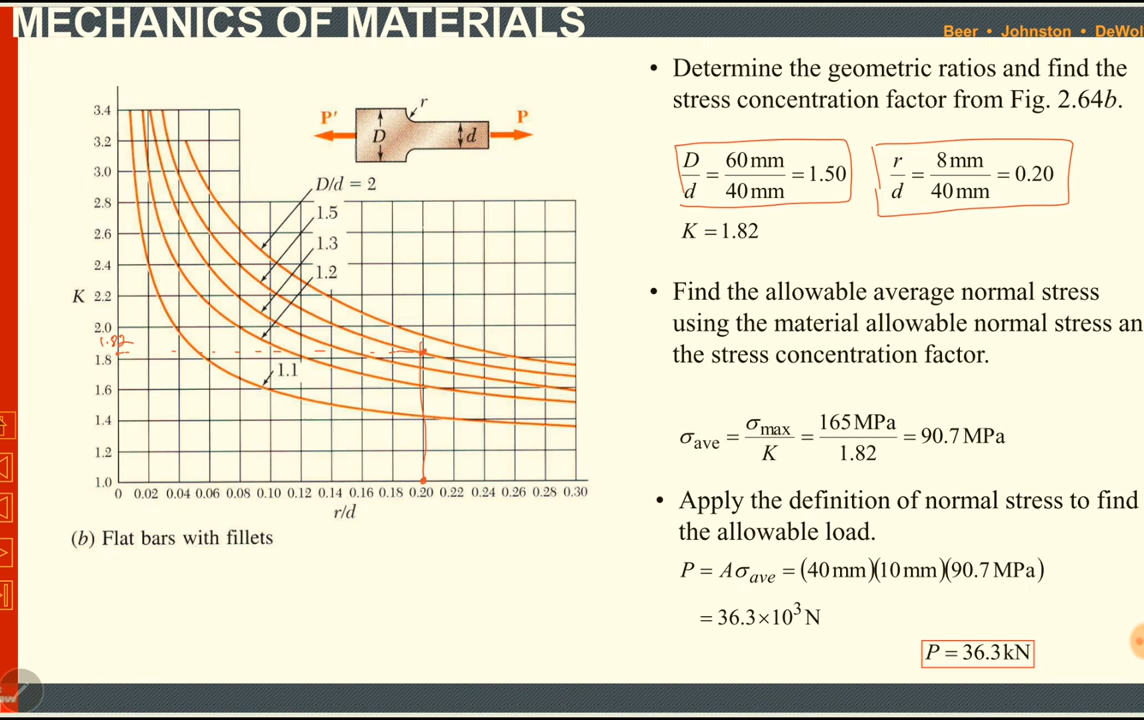 MECHANICS OF MATERIALS
Beer • Johnston • DeWol
3.4
3.2
3.0
2.8
2.6
2.4
K 2.2
2.0
1.82
1.8
1.6
1.4
1.2
1.0
0 0.02 0.04 0.06 0.08 0.10 0.12 0.14 0.16 0.18 0.20 0.22 0.24 0.26 0.28 0.30
r/d
P' D r d P
D/d = 2
1.5
1.3
1.2
1.1
(b) Flat bars with fillets
• Determine the geometric ratios and find the
stress concentration factor from Fig. 2.64b.
D/d = 60 mm/40 mm = 1.50 r/d = 8 mm/40 mm = 0.20
K = 1.82
• Find the allowable average normal stress
using the material allowable normal stress an
the stress concentration factor.
σave = σmax/K = 165 MPa/1.82 = 90.7 MPa
• Apply the definition of normal stress to find
the allowable load.
P = Aσave = (40 mm)(10 mm)(90.7 MPa)
= 36.3×10³ N
P = 36.3 kN